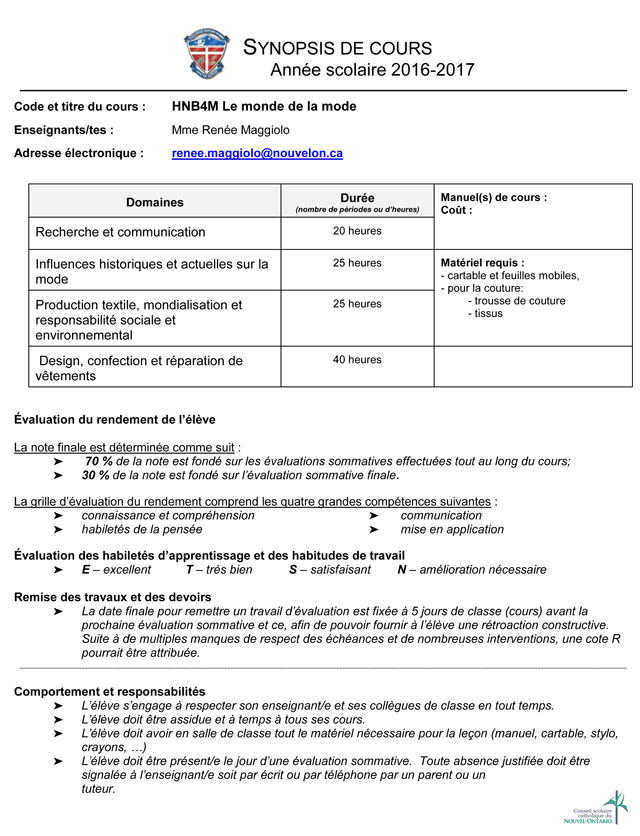 SYNOPSIS DE COURS
Année scolaire 2016-2017
Code et titre du cours : HNB4M Le monde de la mode
Enseignants/tes : Mme Renée Maggiolo
Adresse électronique : renee.maggiolo@nouvelon.ca
Domaines
Durée
(nombre de périodes ou d'heures)
Manuel(s) de cours :
Coût :
Recherche et communication
20 heures
Influences historiques et actuelles sur la
mode
25 heures
Matériel requis :
- cartable et feuilles mobiles,
- pour la couture:
- trousse de couture
- tissus
Production textile, mondialisation et
responsabilité sociale et
environnemental
25 heures
Design, confection et réparation de
vêtements
40 heures
Évaluation du rendement de l'élève
La note finale est déterminée comme suit :
➤ 70 % de la note est fondé sur les évaluations sommatives effectuées tout au long du cours;
➤ 30 % de la note est fondé sur l'évaluation sommative finale.
La grille d'évaluation du rendement comprend les quatre grandes compétences suivantes :
➤ connaissance et compréhension ➤ communication
➤ habiletés de la pensée ➤ mise en application
Évaluation des habiletés d'apprentissage et des habitudes de travail
➤ E – excellent T – très bien S – satisfaisant N – amélioration nécessaire
Remise des travaux et des devoirs
➤ La date finale pour remettre un travail d'évaluation est fixée à 5 jours de classe (cours) avant la
prochaine évaluation sommative et ce, afin de pouvoir fournir à l'élève une rétroaction constructive.
Suite à de multiples manques de respect des échéances et de nombreuses interventions, une cote R
pourrait être attribuée.
Comportement et responsabilités
➤ L'élève s'engage à respecter son enseignant/e et ses collègues de classe en tout temps.
➤ L'élève doit être assidue et à temps à tous ses cours.
➤ L'élève doit avoir en salle de classe tout le matériel nécessaire pour la leçon (manuel, cartable, stylo,
crayons, …)
➤ L'élève doit être présent/e le jour d'une évaluation sommative. Toute absence justifiée doit être
signalée à l'enseignant/e soit par écrit ou par téléphone par un parent ou un
tuteur.
Conseil scolaire
catholique du
NOUVEL-ONTARIO